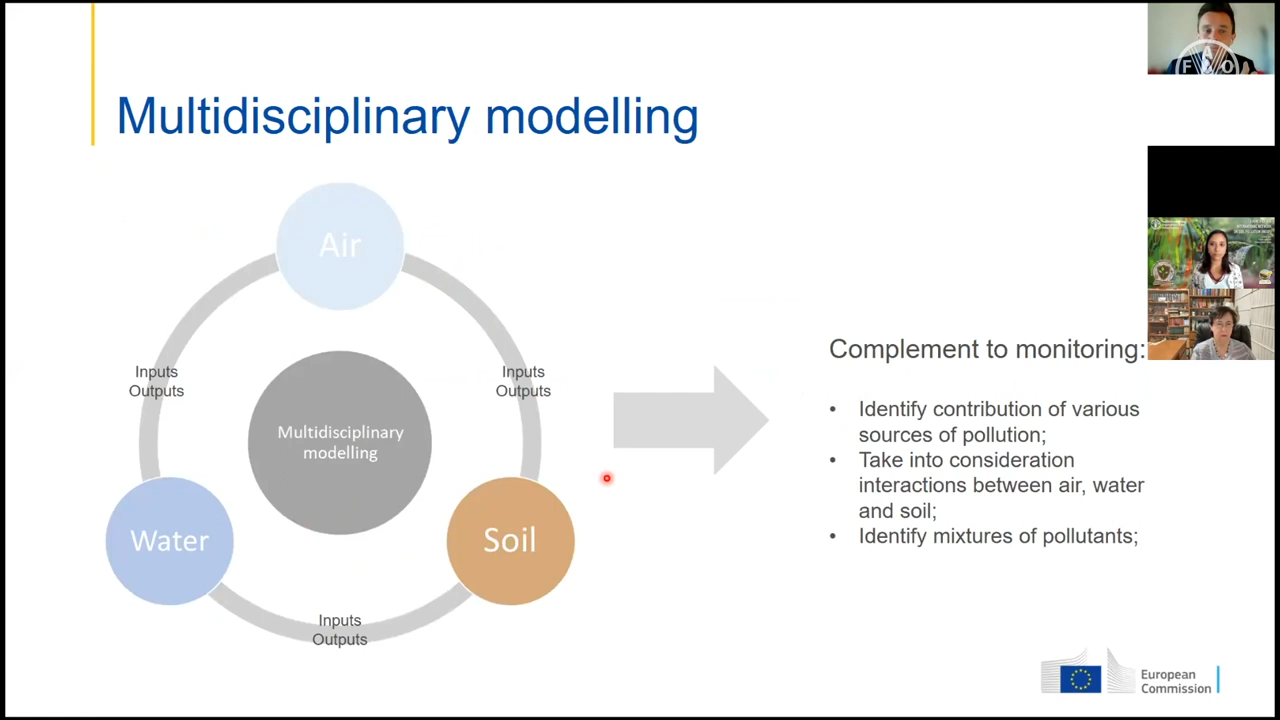 Multidisciplinary modelling
FAO
Air
Inputs
Outputs
Inputs
Outputs
Multidisciplinary
modelling
Water
Soil
Inputs
Outputs
Complement to monitoring:
• Identify contribution of various
sources of pollution;
• Take into consideration
interactions between air, water
and soil;
• Identify mixtures of pollutants;
European
Commission